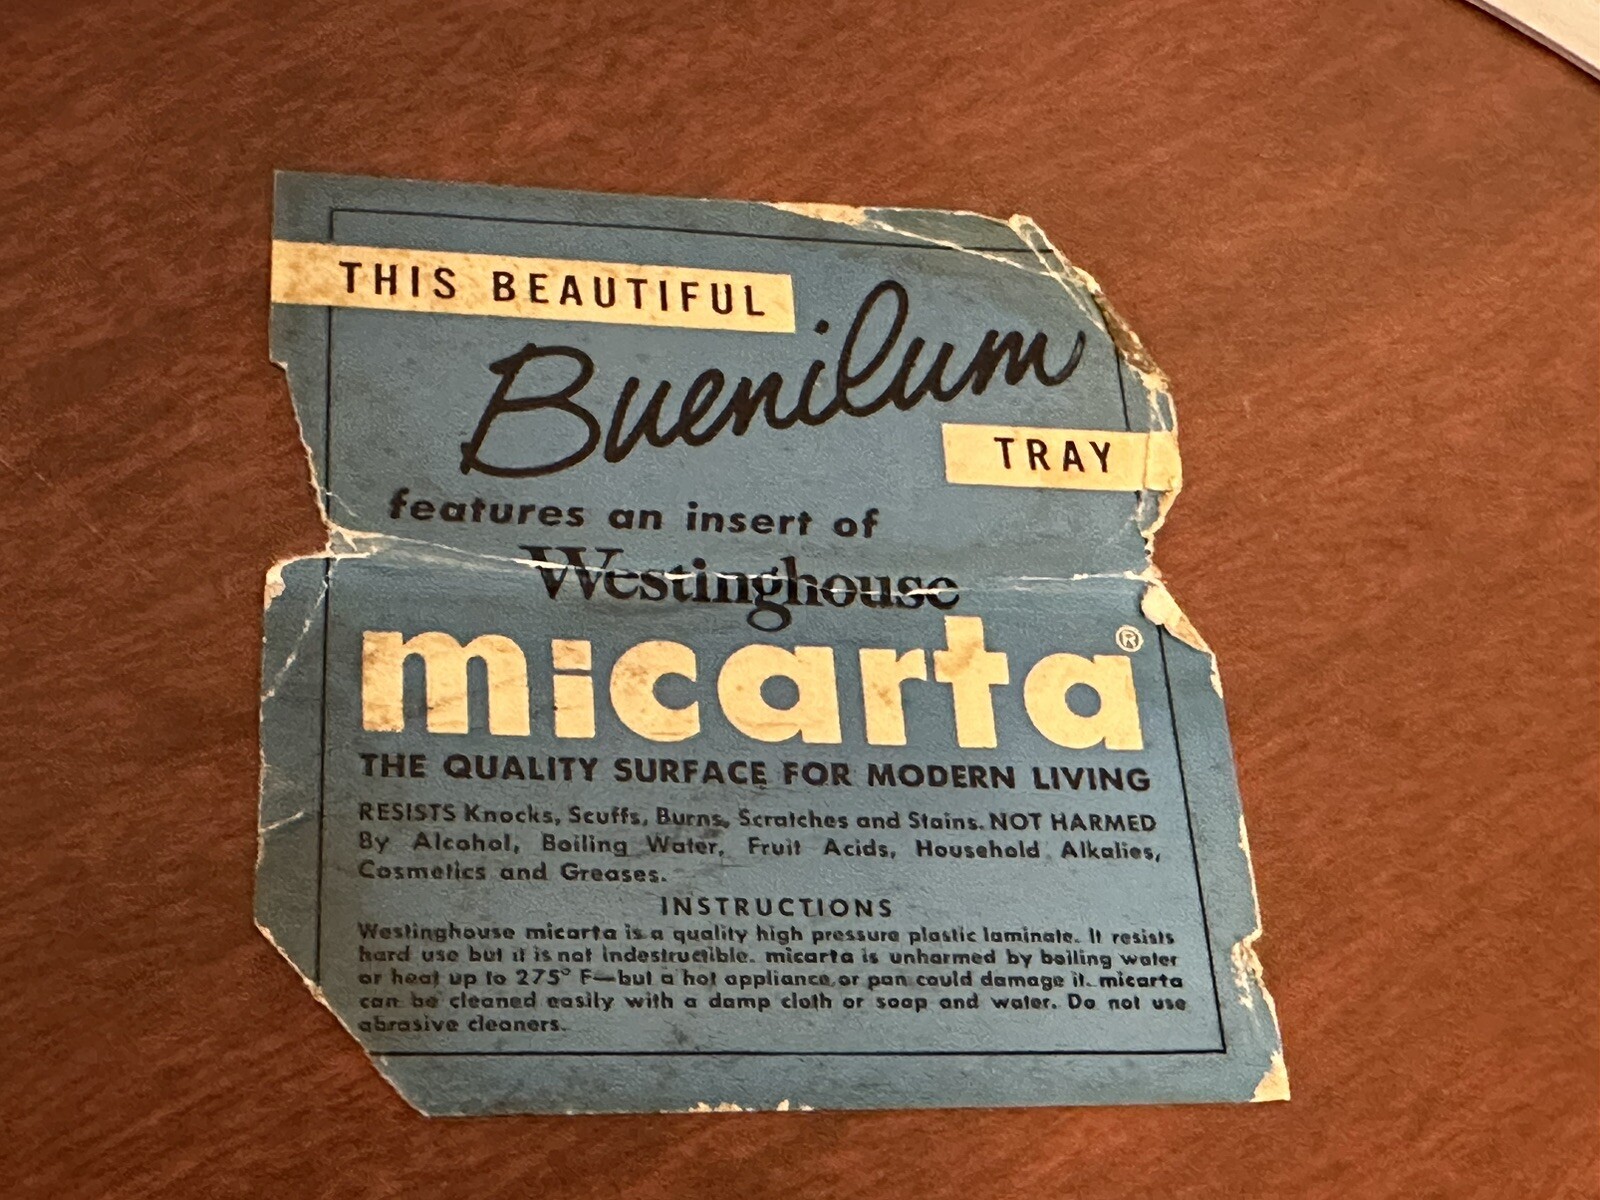 THIS BEAUTIFUL
Buenilum
TRAY
features an insert of
Westinghouse
micarta®
THE QUALITY SURFACE FOR MODERN LIVING
RESISTS Knocks, Scuffs, Burns, Scratches and Stains. NOT HARMED
By Alcohol, Boiling Water, Fruit Acids, Household Alkalies,
Cosmetics and Greases.
INSTRUCTIONS
Westinghouse micarta is a quality high pressure plastic laminate. It resists
hard use but it is not indestructible. micarta is unharmed by boiling water
or heat up to 275° F—but a hot appliance or pan could damage it. micarta
can be cleaned easily with a damp cloth or soap and water. Do not use
abrasive cleaners.